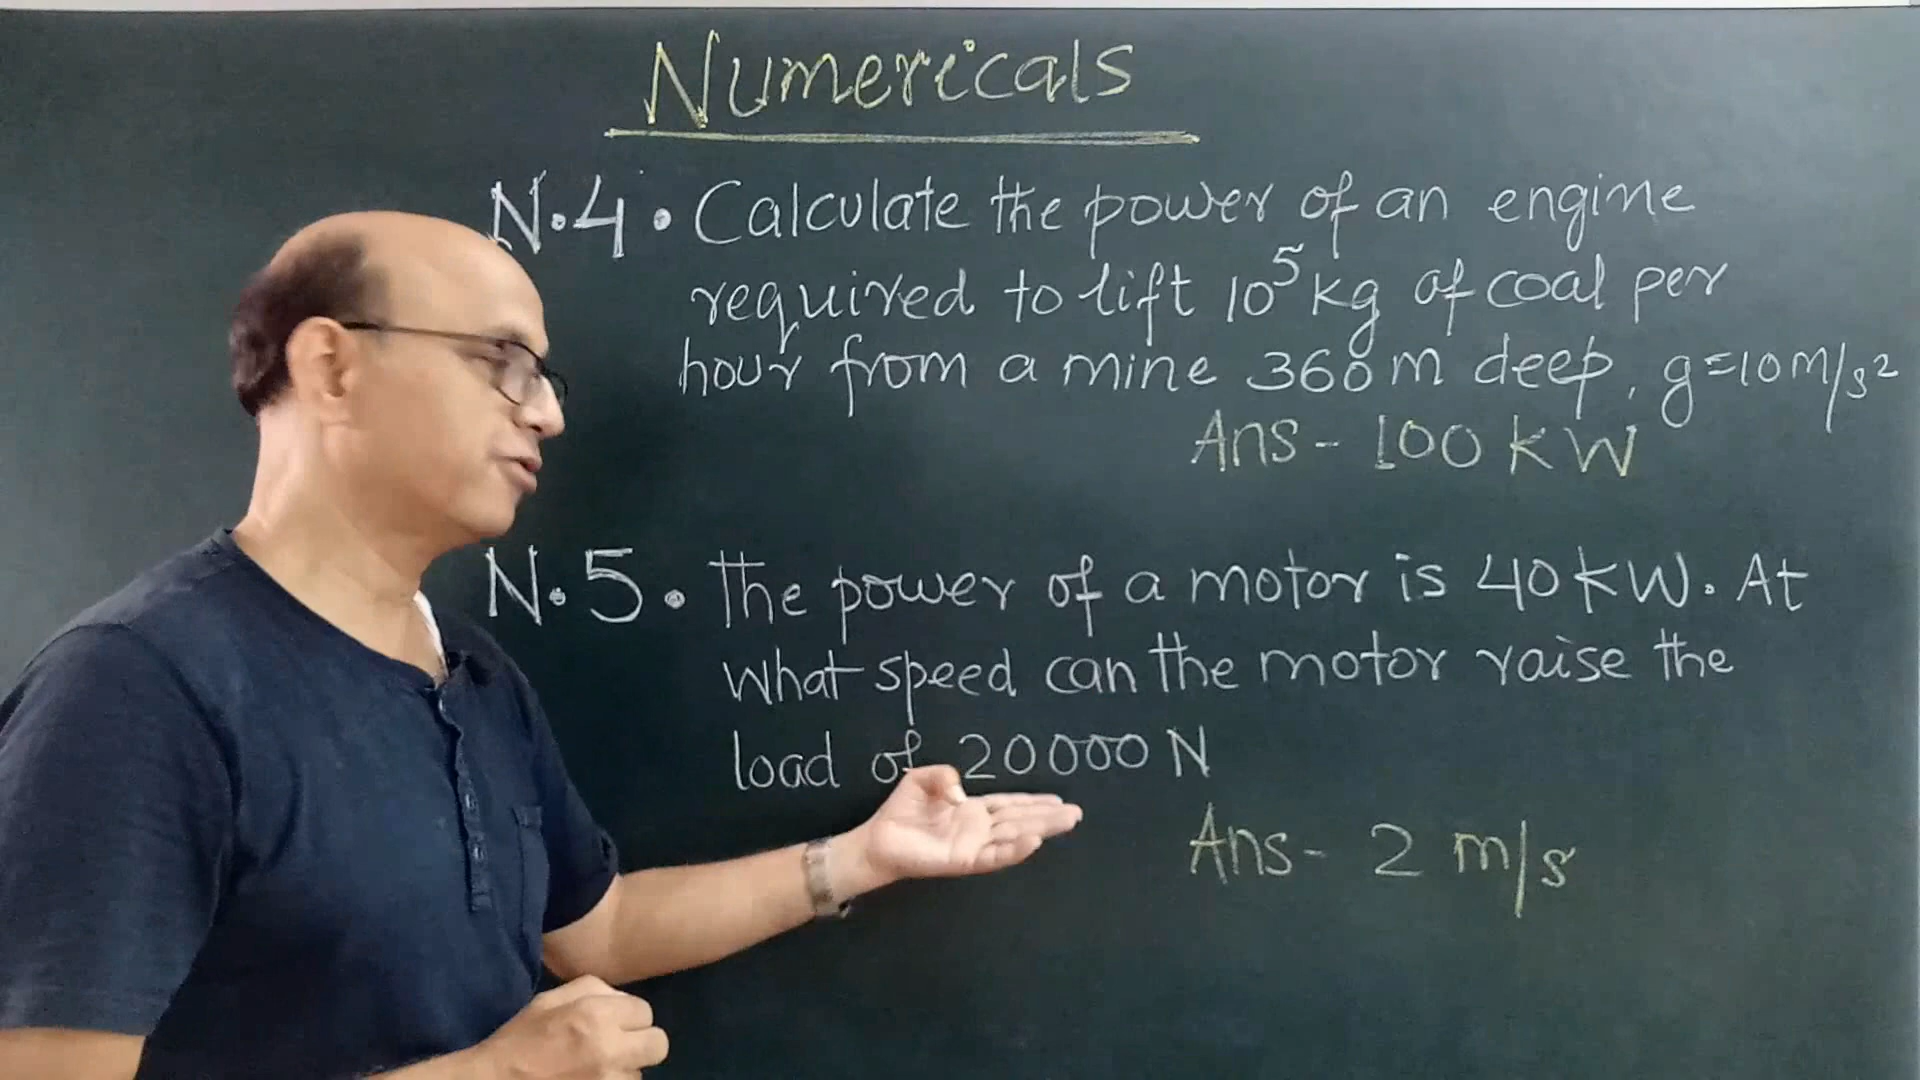 Numericals
N.4. Calculate the power of an engine
required to lift 10⁵ kg of coal per
hour from a mine 360 m deep. g=10m/s²
Ans - 100 kW
N.5. The power of a motor is 40 kW. At
what speed can the motor raise the
load of 20000 N
Ans - 2 m/s